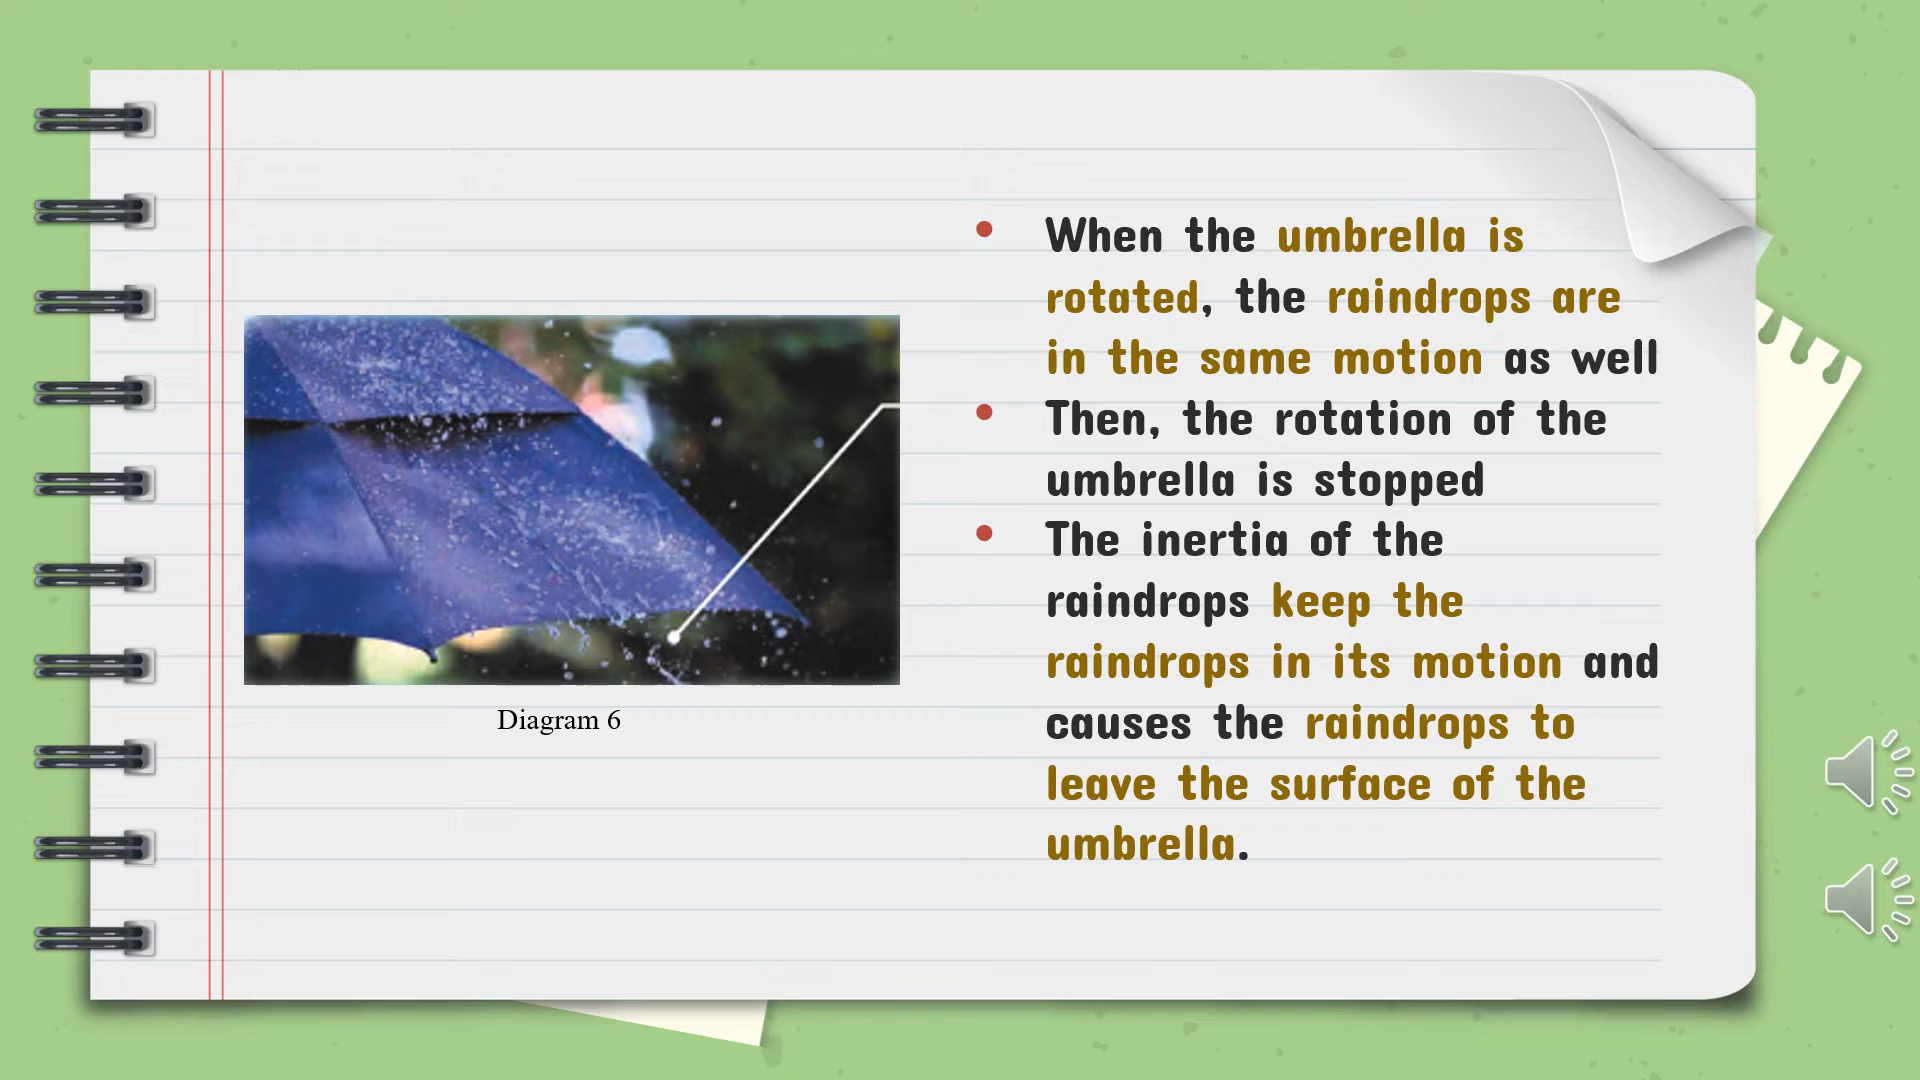 When the umbrella is
rotated, the raindrops are
in the same motion as well
Then, the rotation of the
umbrella is stopped
The inertia of the
raindrops keep the
raindrops in its motion and
causes the raindrops to
leave the surface of the
umbrella.
Diagram 6